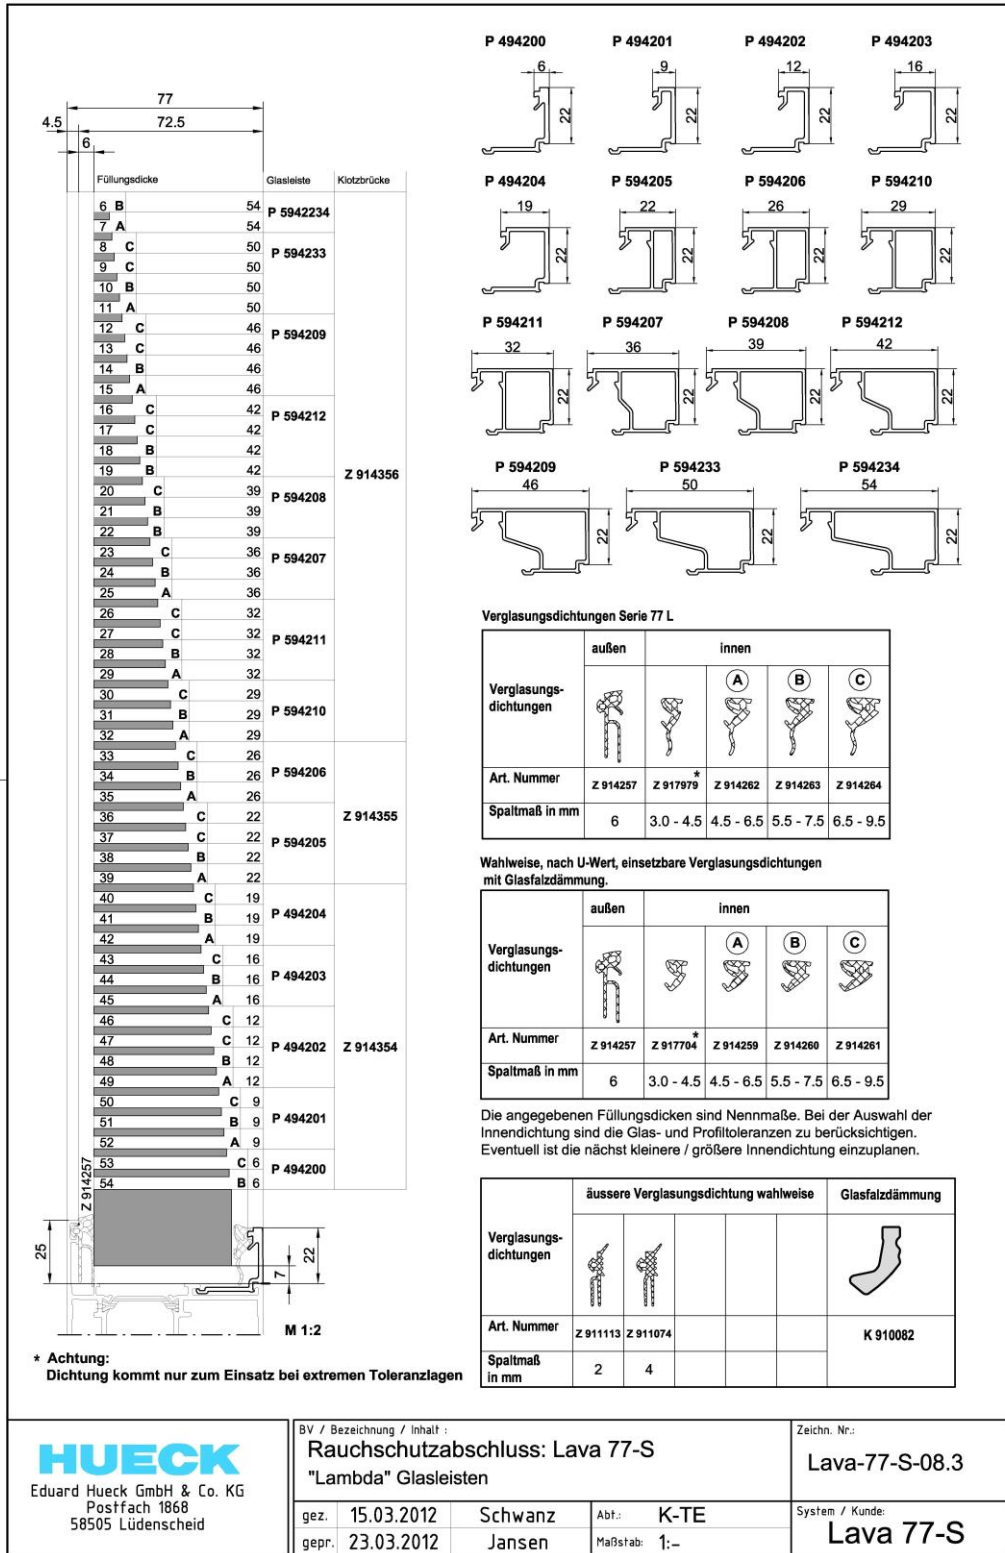 77
4.5 72.5
6
Füllungsdicke Glasleiste Klotzbrücke
6 B 54
7 A 54
P 5942234
8 C 50
9 C 50
10 B 50
11 A 50
P 594233
12 C 46
13 C 46
14 B 46
15 A 46
P 594209
16 C 42
17 C 42
18 B 42
19 B 42
P 594212
20 C 39
21 B 39
22 B 39
P 594208
23 C 36
24 B 36
25 A 36
P 594207
26 C 32
27 C 32
28 B 32
29 A 32
P 594211
30 C 29
31 B 29
32 A 29
P 594210
Z 914356
33 C 26
34 B 26
35 A 26
P 594206
36 C 22
37 C 22
38 B 22
39 A 22
P 594205
Z 914355
40 C 19
41 B 19
42 A 19
P 494204
43 C 16
44 B 16
45 A 16
P 494203
46 C 12
47 C 12
48 B 12
49 A 12
P 494202
50 C 9
51 B 9
52 A 9
P 494201
53 C 6
54 B 6
P 494200
Z 914354
Z 914257
25
7
22
M 1:2
* Achtung:
Dichtung kommt nur zum Einsatz bei extremen Toleranzlagen
P 494200 P 494201 P 494202 P 494203
6 9 12 16
22 22 22 22
P 494204 P 594205 P 594206 P 594210
19 22 26 29
22 22 22 22
P 594211 P 594207 P 594208 P 594212
32 36 39 42
22 22 22 22
P 594209 P 594233 P 594234
46 50 54
22 22 22
Verglasungsdichtungen Serie 77 L
außen innen
A B C
Verglasungs-
dichtungen
Art. Nummer Z 914257 Z 917979 * Z 914262 Z 914263 Z 914264
Spaltmaß in mm 6 3.0 - 4.5 4.5 - 6.5 5.5 - 7.5 6.5 - 9.5
Wahlweise, nach U-Wert, einsetzbare Verglasungsdichtungen
mit Glasfalzdämmung.
außen innen
A B C
Verglasungs-
dichtungen
Art. Nummer Z 914257 Z 917704 * Z 914259 Z 914260 Z 914261
Spaltmaß in mm 6 3.0 - 4.5 4.5 - 6.5 5.5 - 7.5 6.5 - 9.5
Die angegebenen Füllungsdicken sind Nennmaße. Bei der Auswahl der
Innendichtung sind die Glas- und Profiltoleranzen zu berücksichtigen.
Eventuell ist die nächst kleinere / größere Innendichtung einzuplanen.
äussere Verglasungsdichtung wahlweise Glasfalzdämmung
Verglasungs-
dichtungen
Art. Nummer Z 911113 Z 911074 K 910082
Spaltmaß
in mm 2 4
HUECK
Eduard Hueck GmbH & Co. KG
Postfach 1868
58505 Lüdenscheid
BV / Bezeichnung / Inhalt :
Rauchschutzabschluss: Lava 77-S
"Lambda" Glasleisten
Zeichn. Nr.:
Lava-77-S-08.3
gez. 15.03.2012 Schwanz Abt.: K-TE
gepr. 23.03.2012 Jansen Maßstab: 1:-
System / Kunde:
Lava 77-S